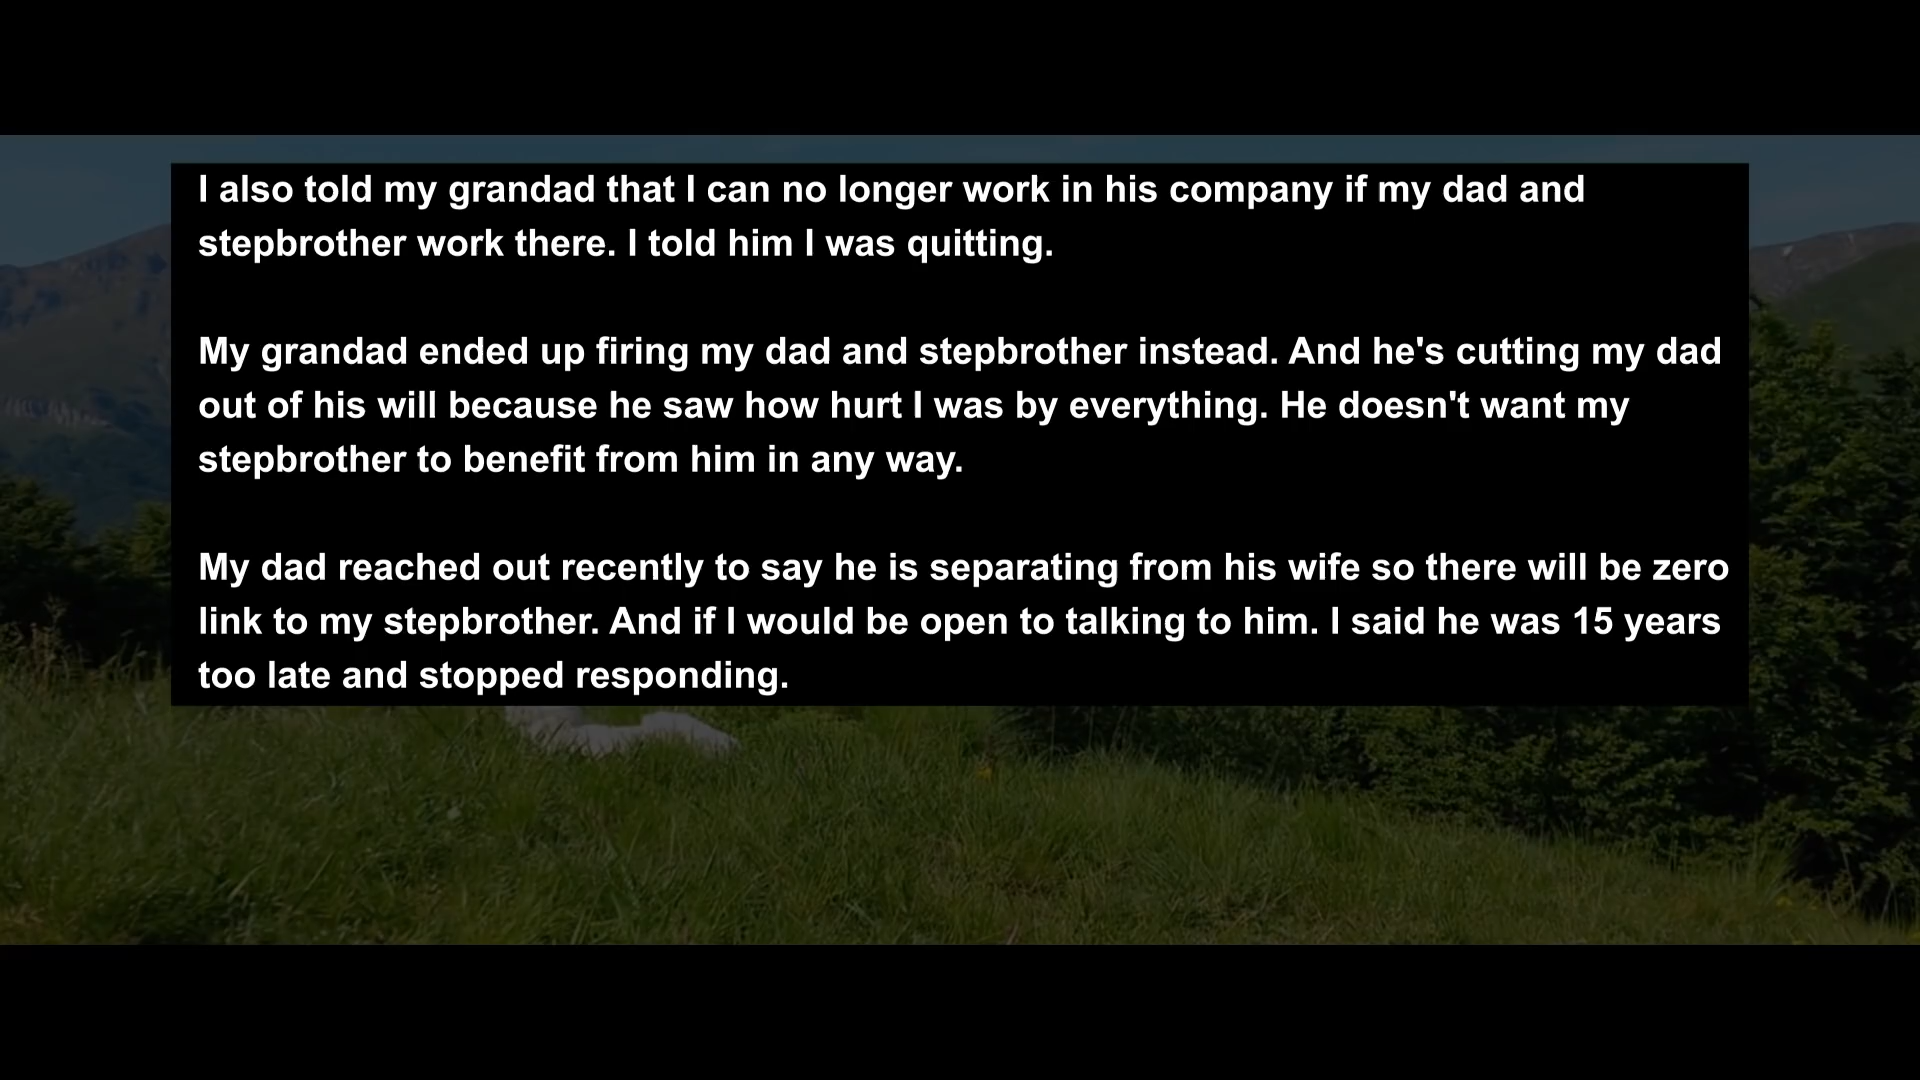 I also told my grandad that I can no longer work in his company if my dad and
stepbrother work there. I told him I was quitting.
My grandad ended up firing my dad and stepbrother instead. And he's cutting my dad
out of his will because he saw how hurt I was by everything. He doesn't want my
stepbrother to benefit from him in any way.
My dad reached out recently to say he is separating from his wife so there will be zero
link to my stepbrother. And if I would be open to talking to him. I said he was 15 years
too late and stopped responding.